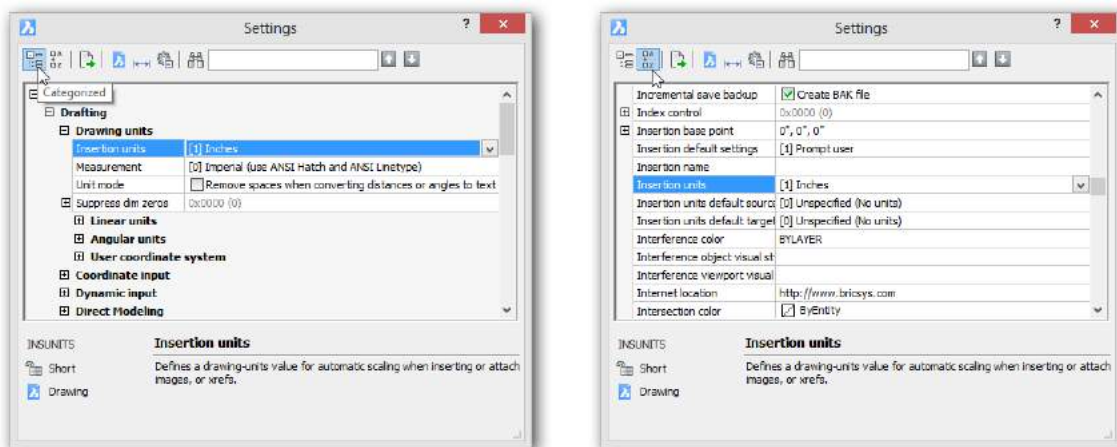 Settings
?
Categorized
Drafting
Drawing units
Insertion units [1] Inches
Measurement [0] Imperial (use ANSI Hatch and ANSI Linetype)
Unit mode Remove spaces when converting distances or angles to text
Suppress dim zeros 0x0000 (0)
Linear units
Angular units
User coordinate system
Coordinate input
Dynamic input
Direct Modeling
INSUNITS
Insertion units
Short
Drawing
Defines a drawing-units value for automatic scaling when inserting or attach
images, or xrefs.
Settings
?
Incremental save backup Create BAK file
Index control 0x0000 (0)
Insertion base point 0", 0", 0"
Insertion default settings [1] Prompt user
Insertion name
Insertion units [1] Inches
Insertion units default source [0] Unspecified (No units)
Insertion units default target [0] Unspecified (No units)
Interference color BYLAYER
Interference object visual st
Interference viewport visual
Internet location http://www.bricsys.com
Intersection color ByEntity
INSUNITS
Insertion units
Short
Drawing
Defines a drawing-units value for automatic scaling when inserting or attach
images, or xrefs.